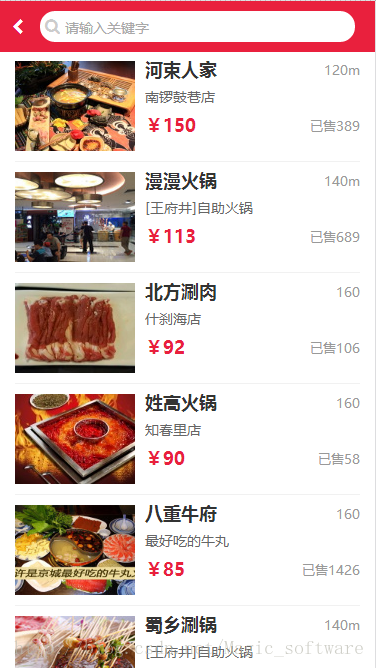 请输入关键字
河束人家
120m
南锣鼓巷店
￥150
已售389
漫漫火锅
140m
[王府井]自助火锅
￥113
已售689
北方涮肉
160
什刹海店
￥92
已售106
姓高火锅
160
知春里店
￥90
已售58
八重牛府
160
最好吃的牛丸
￥85
已售1426
许是京城最好吃的牛丸火
蜀乡涮锅
140m
[王府井]自助火锅